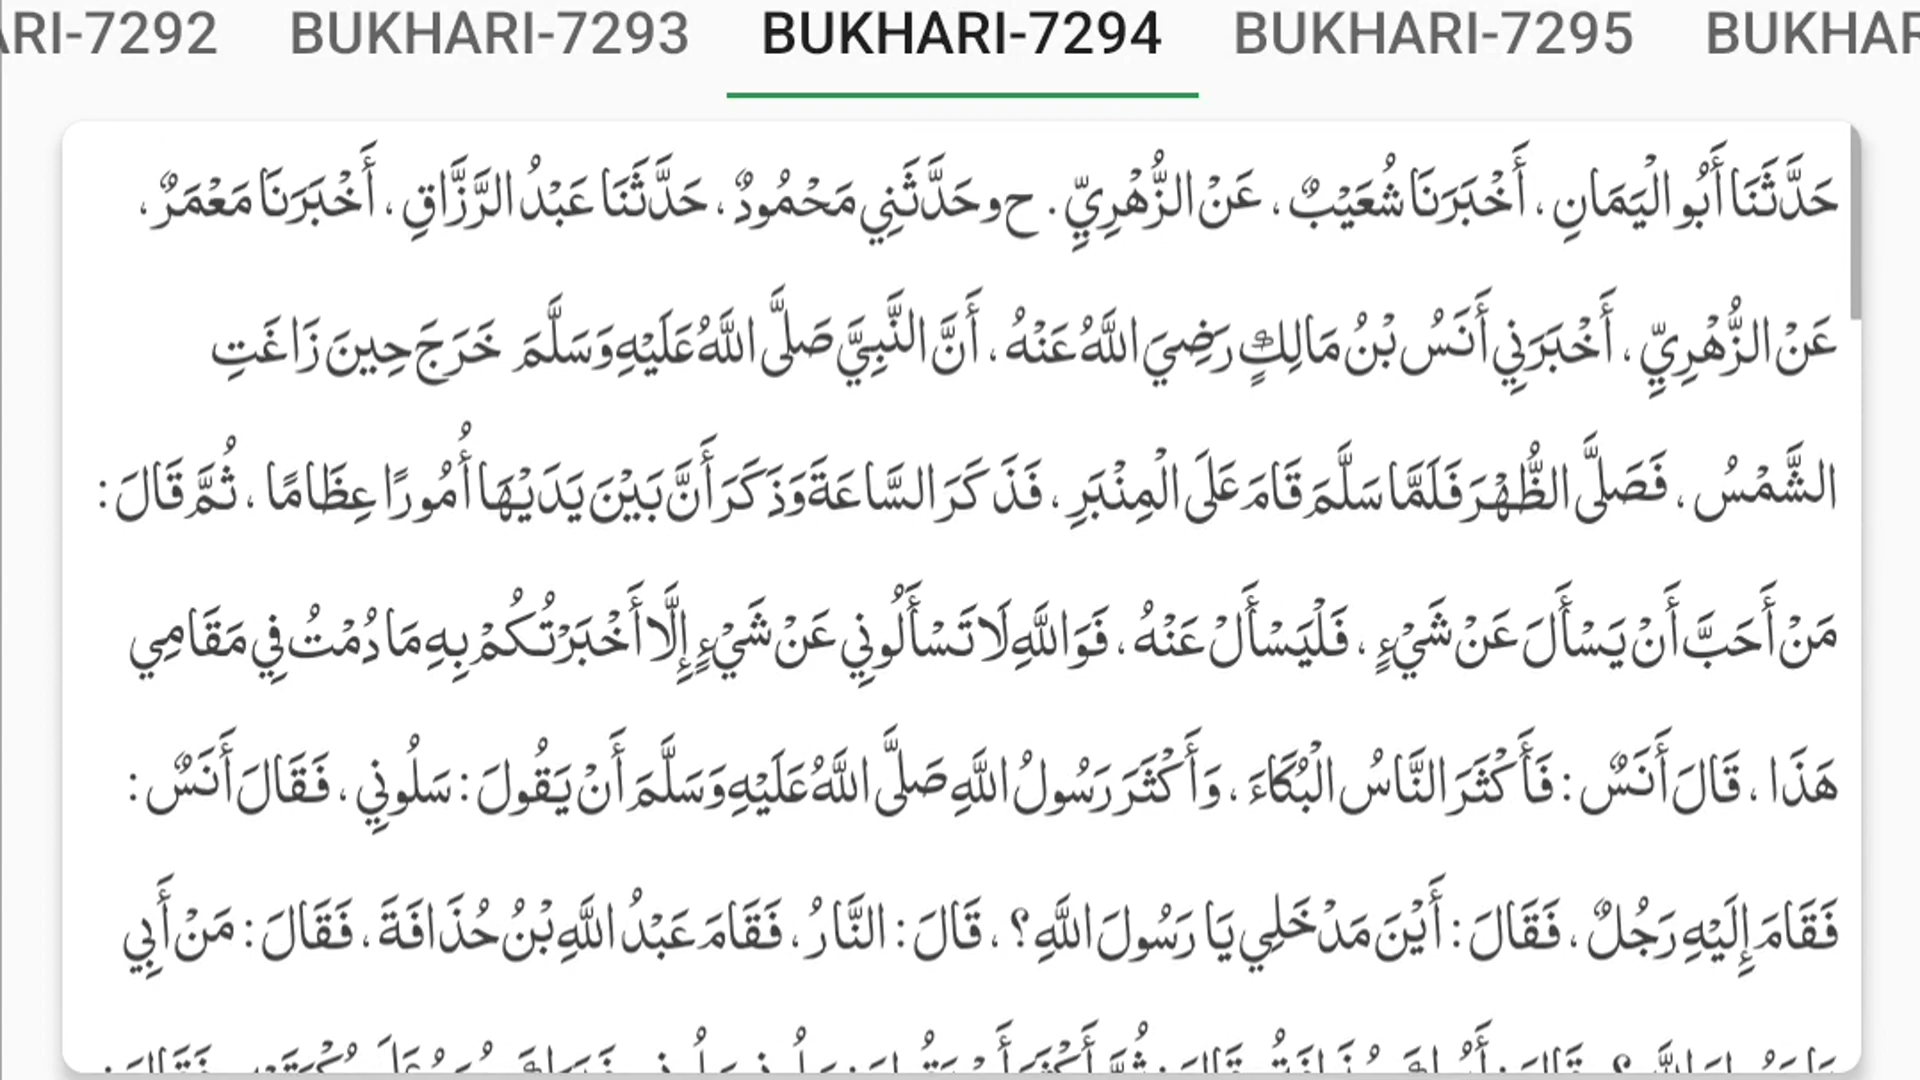 RI-7292 BUKHARI-7293 BUKHARI-7294 BUKHARI-7295 BUKHAR
حَدَّثَنَا أَبُو الْيَمَانِ ، أَخْبَرَنَا شُعَيْبٌ ، عَنْ الزُّهْرِيِّ . ح و حَدَّثَنِي مَحْمُودٌ ، حَدَّثَنَا عَبْدُ الرَّزَّاقِ ، أَخْبَرَنَا مَعْمَرٌ ،
عَنْ الزُّهْرِيِّ ، أَخْبَرَنِي أَنَسُ بْنُ مَالِكٍ رَضِيَ اللَّهُ عَنْهُ ، أَنَّ النَّبِيَّ صَلَّى اللَّهُ عَلَيْهِ وَسَلَّمَ خَرَجَ حِينَ زَاغَتِ
الشَّمْسُ ، فَصَلَّى الظُّهْرَ فَلَمَّا سَلَّمَ قَامَ عَلَى الْمِنْبَرِ ، فَذَكَرَ السَّاعَةَ وَذَكَرَ أَنَّ بَيْنَ يَدَيْهَا أُمُورًا عِظَامًا ، ثُمَّ قَالَ :
مَنْ أَحَبَّ أَنْ يَسْأَلَ عَنْ شَيْءٍ ، فَلْيَسْأَلْ عَنْهُ ، فَوَاللَّهِ لَا تَسْأَلُونِي عَنْ شَيْءٍ إِلَّا أَخْبَرْتُكُمْ بِهِ مَا دُمْتُ فِي مَقَامِي
هَذَا ، قَالَ أَنَسٌ : فَأَكْثَرَ النَّاسُ الْبُكَاءَ ، وَأَكْثَرَ رَسُولُ اللَّهِ صَلَّى اللَّهُ عَلَيْهِ وَسَلَّمَ أَنْ يَقُولَ : سَلُونِي ، فَقَالَ أَنَسٌ :
فَقَامَ إِلَيْهِ رَجُلٌ ، فَقَالَ : أَيْنَ مَدْخَلِي يَا رَسُولَ اللَّهِ ؟ ، قَالَ : النَّارُ ، فَقَامَ عَبْدُ اللَّهِ بْنُ حُذَافَةَ ، فَقَالَ : مَنْ أَبِي